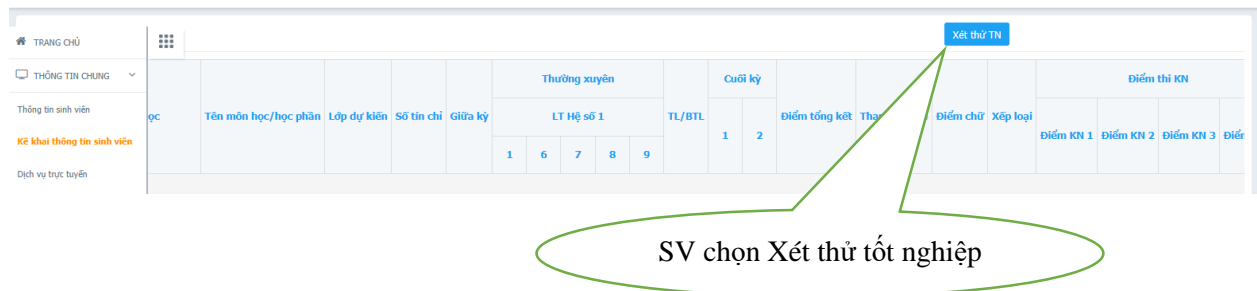 TRANG CHỦ
Xét thử TN
THÔNG TIN CHUNG
Thông tin sinh viên
Kê khai thông tin sinh viên
Dịch vụ trực tuyến
ọc
Tên môn học/học phần
Lớp dự kiến
Số tín chỉ
Giữa kỳ
Thường xuyên
LT Hệ số 1
1 6 7 8 9
TL/BTL
Cuối kỳ
1 2
Điểm tổng kết
Điểm chữ
Xếp loại
Điểm thi KN
Điểm KN 1 Điểm KN 2 Điểm KN 3
SV chọn Xét thử tốt nghiệp